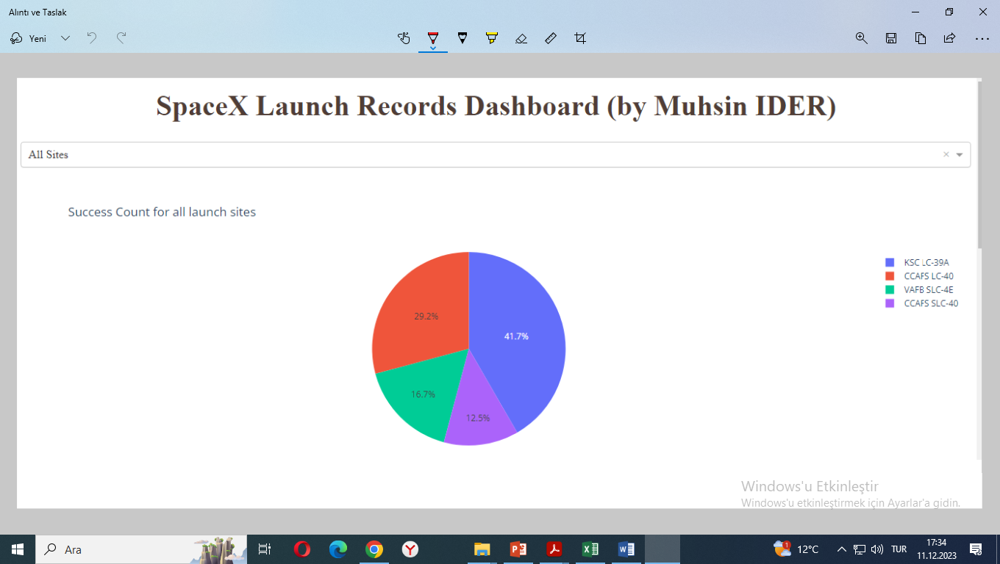 Alıntı ve Taslak
Yeni
SpaceX Launch Records Dashboard (by Muhsin IDER)
All Sites
Success Count for all launch sites
KSC LC-39A
CCAFS LC-40
VAFB SLC-4E
CCAFS SLC-40
29.2%
41.7%
16.7%
12.5%
Windows'u Etkinleştir
Windows'u etkinleştirmek için Ayarlar'a gidin.
Ara
1
12°C
TUR
17:34
11.12.2023